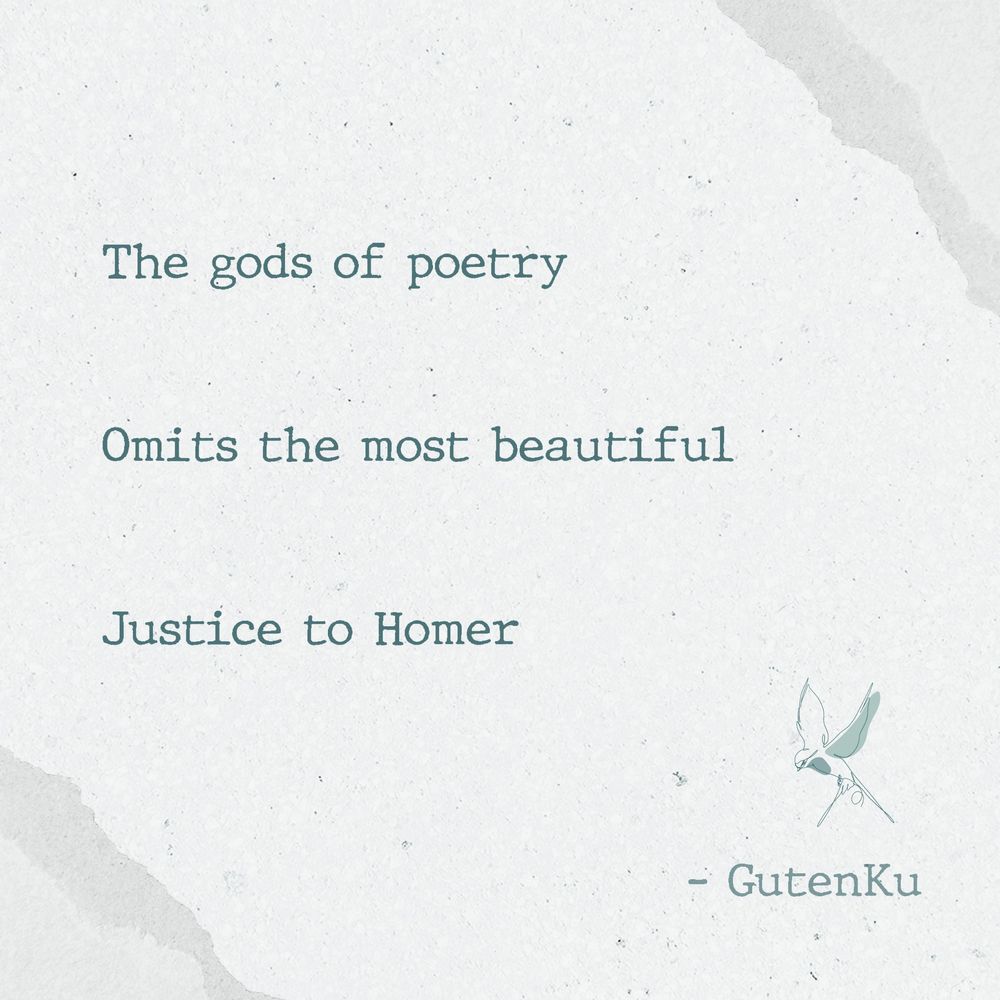 The gods of poetry
Omits the most beautiful
Justice to Homer
- GutenKu